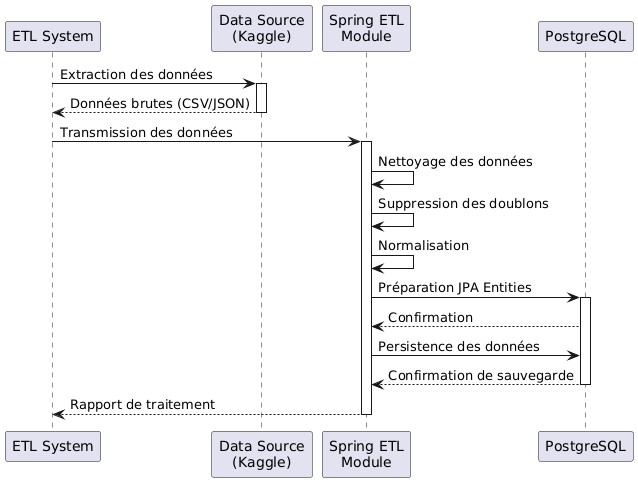 ETL System
Data Source
(Kaggle)
Spring ETL
Module
PostgreSQL
Extraction des données
Données brutes (CSV/JSON)
Transmission des données
Nettoyage des données
Suppression des doublons
Normalisation
Préparation JPA Entities
Confirmation
Persistence des données
Confirmation de sauvegarde
Rapport de traitement
ETL System
Data Source
(Kaggle)
Spring ETL
Module
PostgreSQL